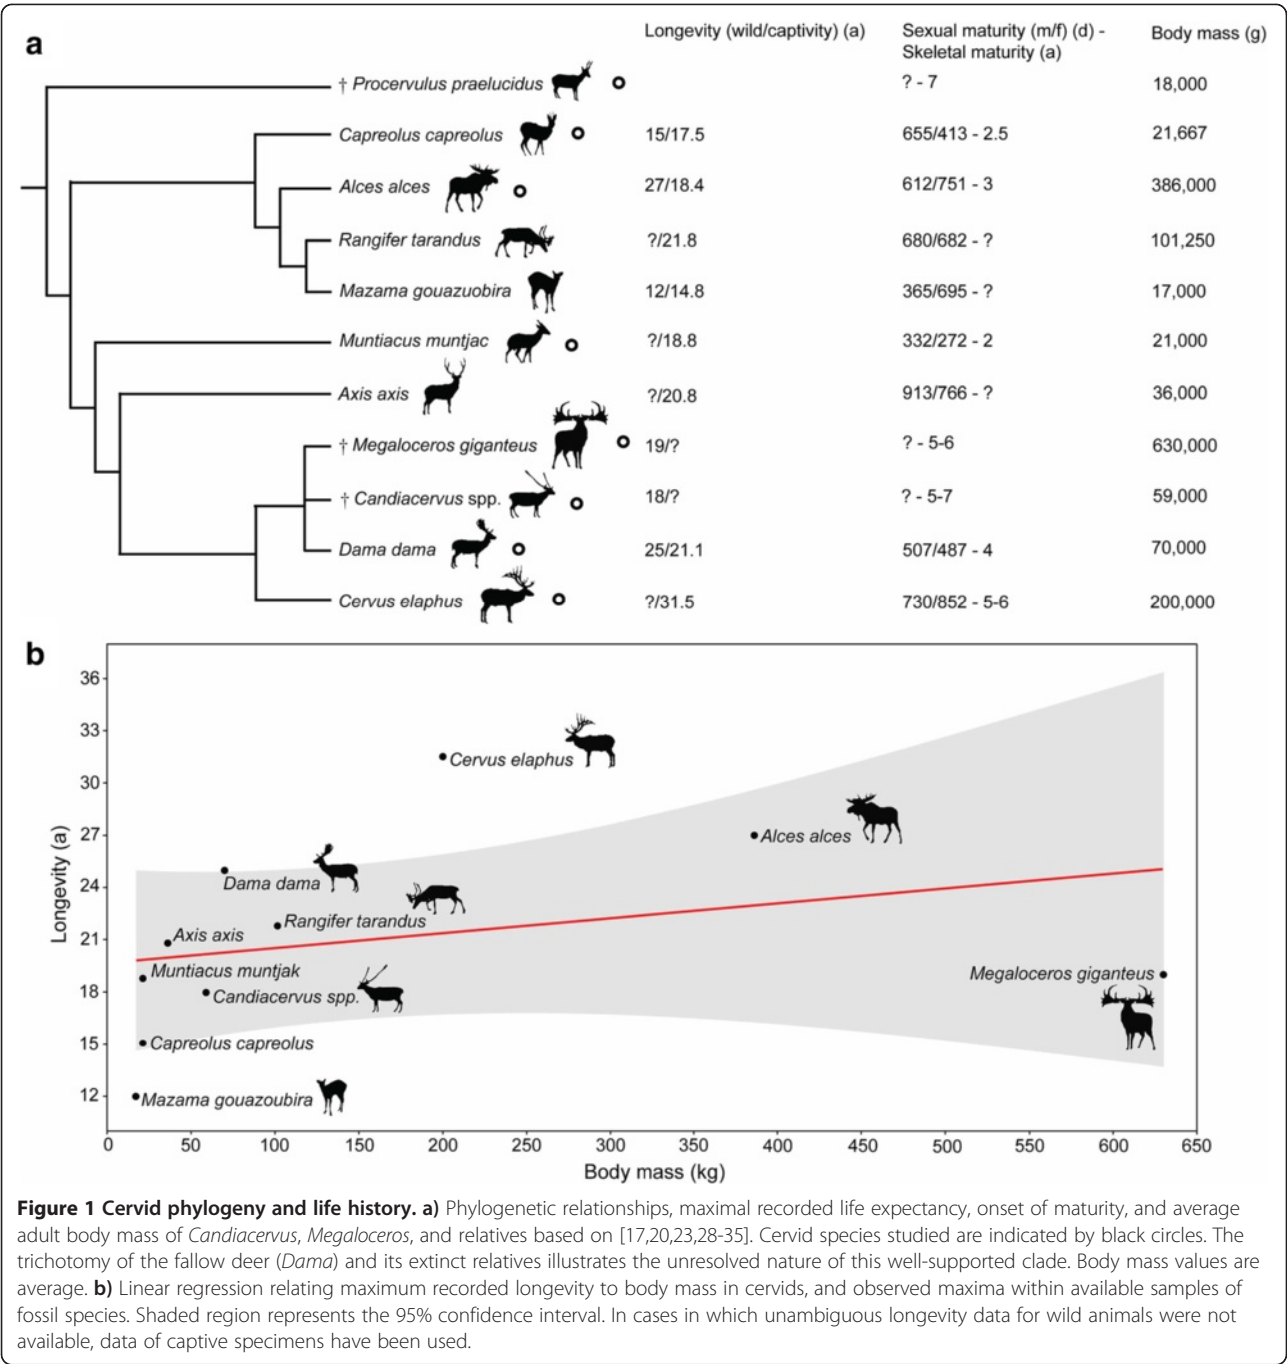 a
Longevity (wild/captivity) (a)
Sexual maturity (m/f) (d) -
Skeletal maturity (a)
Body mass (g)
† Procervulus praelucidus ? - 7 18,000
Capreolus capreolus 15/17.5 655/413 - 2.5 21,667
Alces alces 27/18.4 612/751 - 3 386,000
Rangifer tarandus ?/21.8 680/682 - ? 101,250
Mazama gouazuobira 12/14.8 365/695 - ? 17,000
Muntiacus muntjac ?/18.8 332/272 - 2 21,000
Axis axis ?/20.8 913/766 - ? 36,000
† Megaloceros giganteus 19/? ? - 5-6 630,000
† Candiacervus spp. 18/? ? - 5-7 59,000
Dama dama 25/21.1 507/487 - 4 70,000
Cervus elaphus ?/31.5 730/852 - 5-6 200,000
b
Longevity (a)
36
33
30
27
24
21
18
15
12
Cervus elaphus
Alces alces
Dama dama
Rangifer tarandus
Axis axis
Muntiacus muntjak
Megaloceros giganteus
Candiacervus spp.
Capreolus capreolus
Mazama gouazoubira
0 50 100 150 200 250 300 350 400 450 500 550 600 650
Body mass (kg)
Figure 1 Cervid phylogeny and life history. a) Phylogenetic relationships, maximal recorded life expectancy, onset of maturity, and average
adult body mass of Candiacervus, Megaloceros, and relatives based on [17,20,23,28-35]. Cervid species studied are indicated by black circles. The
trichotomy of the fallow deer (Dama) and its extinct relatives illustrates the unresolved nature of this well-supported clade. Body mass values are
average. b) Linear regression relating maximum recorded longevity to body mass in cervids, and observed maxima within available samples of
fossil species. Shaded region represents the 95% confidence interval. In cases in which unambiguous longevity data for wild animals were not
available, data of captive specimens have been used.